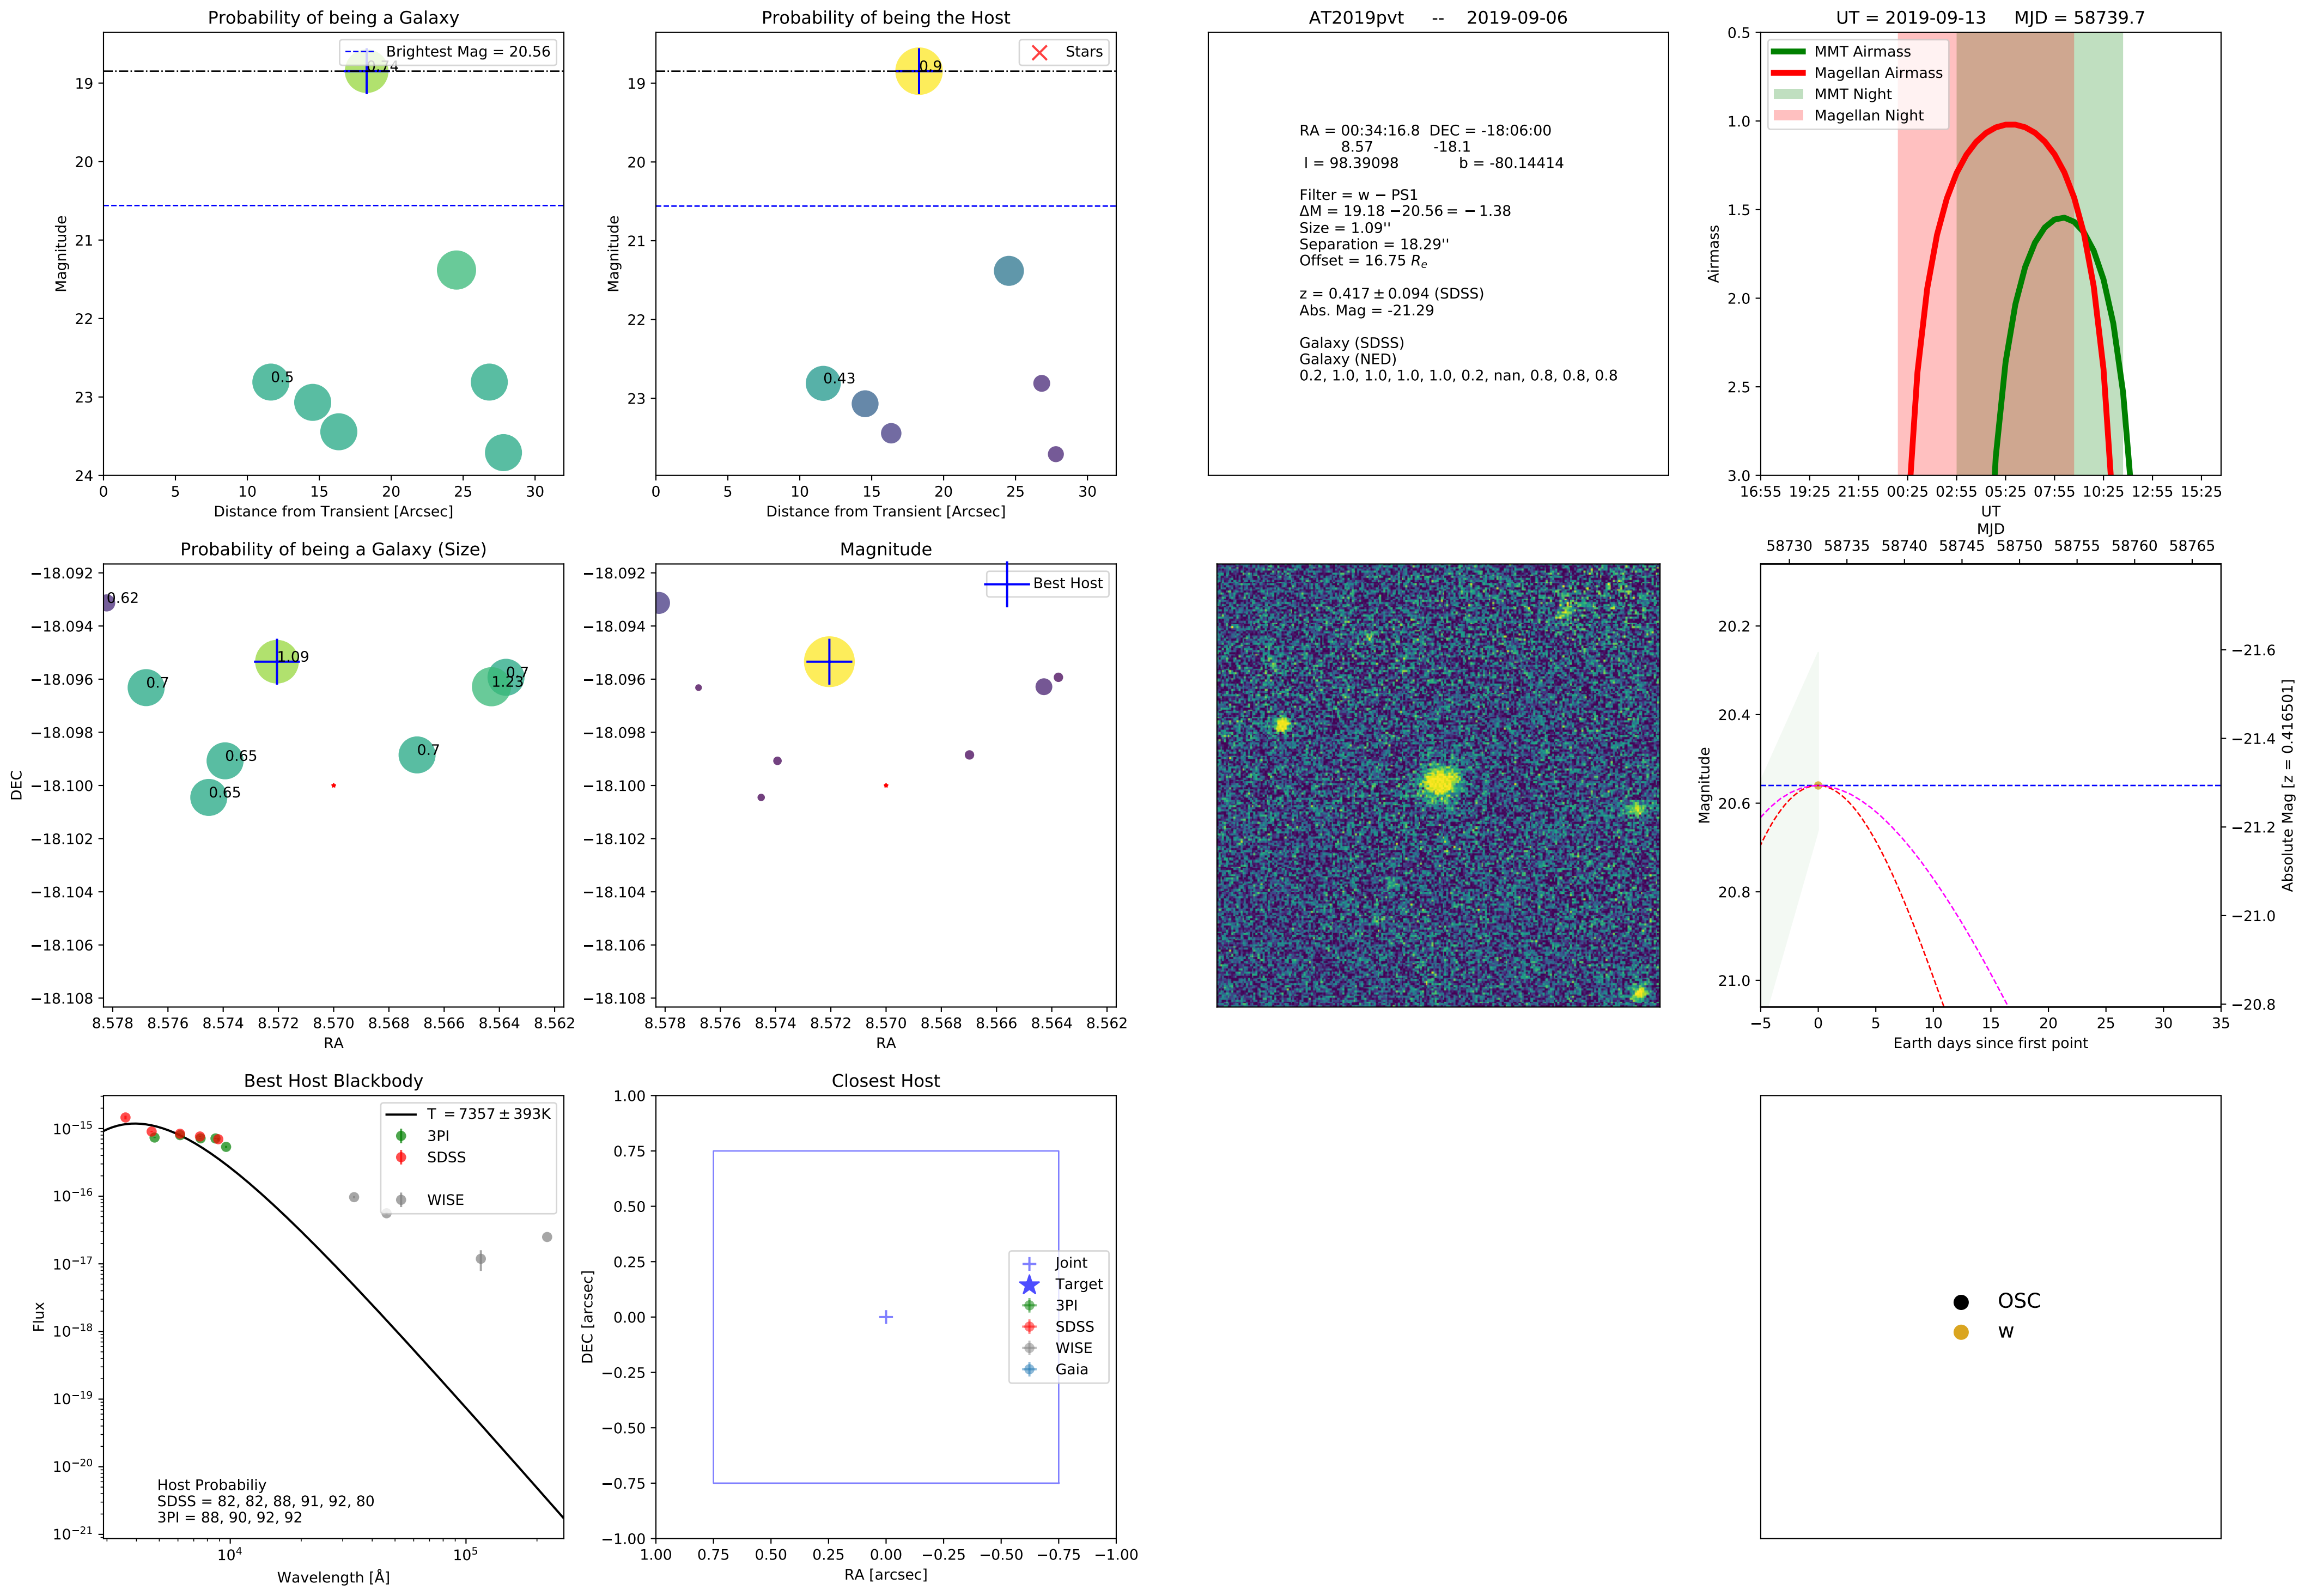 Probability of being a Galaxy
Brightest Mag = 20.56
0.74
0.5
19
20
21
22
23
24
0 5 10 15 20 25 30
Magnitude
Distance from Transient [Arcsec]
Probability of being the Host
Stars
0.9
0.43
19
20
21
22
23
0 5 10 15 20 25 30
Magnitude
Distance from Transient [Arcsec]
AT2019pvt -- 2019-09-06
RA = 00:34:16.8 DEC = -18:06:00
8.57 -18.1
l = 98.39098 b = -80.14414
Filter = w − PS1
ΔM = 19.18 −20.56 = −1.38
Size = 1.09''
Separation = 18.29''
Offset = 16.75 Re
z = 0.417 ± 0.094 (SDSS)
Abs. Mag = -21.29
Galaxy (SDSS)
Galaxy (NED)
0.2, 1.0, 1.0, 1.0, 1.0, 0.2, nan, 0.8, 0.8, 0.8
UT = 2019-09-13 MJD = 58739.7
MMT Airmass
Magellan Airmass
MMT Night
Magellan Night
0.5
1.0
1.5
2.0
2.5
3.0
Airmass
16:55 19:25 21:55 00:25 02:55 05:25 07:55 10:25 12:55 15:25
UT
Probability of being a Galaxy (Size)
0.62
1.09
0.7
0.7
1.23
0.65
0.7
0.65
−18.092
−18.094
−18.096
−18.098
−18.100
−18.102
−18.104
−18.106
−18.108
DEC
8.578 8.576 8.574 8.572 8.570 8.568 8.566 8.564 8.562
RA
Magnitude
Best Host
−18.092
−18.094
−18.096
−18.098
−18.100
−18.102
−18.104
−18.106
−18.108
8.578 8.576 8.574 8.572 8.570 8.568 8.566 8.564 8.562
RA
MJD
58730 58735 58740 58745 58750 58755 58760 58765
20.2
20.4
20.6
20.8
21.0
Magnitude
−21.6
−21.4
−21.2
−21.0
−20.8
Absolute Mag [z = 0.416501]
−5 0 5 10 15 20 25 30 35
Earth days since first point
Best Host Blackbody
T = 7357 ± 393K
3PI
SDSS
WISE
10−15
10−16
10−17
10−18
10−19
10−20
10−21
Flux
Host Probabiliy
SDSS = 82, 82, 88, 91, 92, 80
3PI = 88, 90, 92, 92
104 105
Wavelength [Å]
Closest Host
1.00
0.75
0.50
0.25
0.00
−0.25
−0.50
−0.75
−1.00
DEC [arcsec]
Joint
Target
3PI
SDSS
WISE
Gaia
1.00 0.75 0.50 0.25 0.00 −0.25 −0.50 −0.75 −1.00
RA [arcsec]
OSC
w